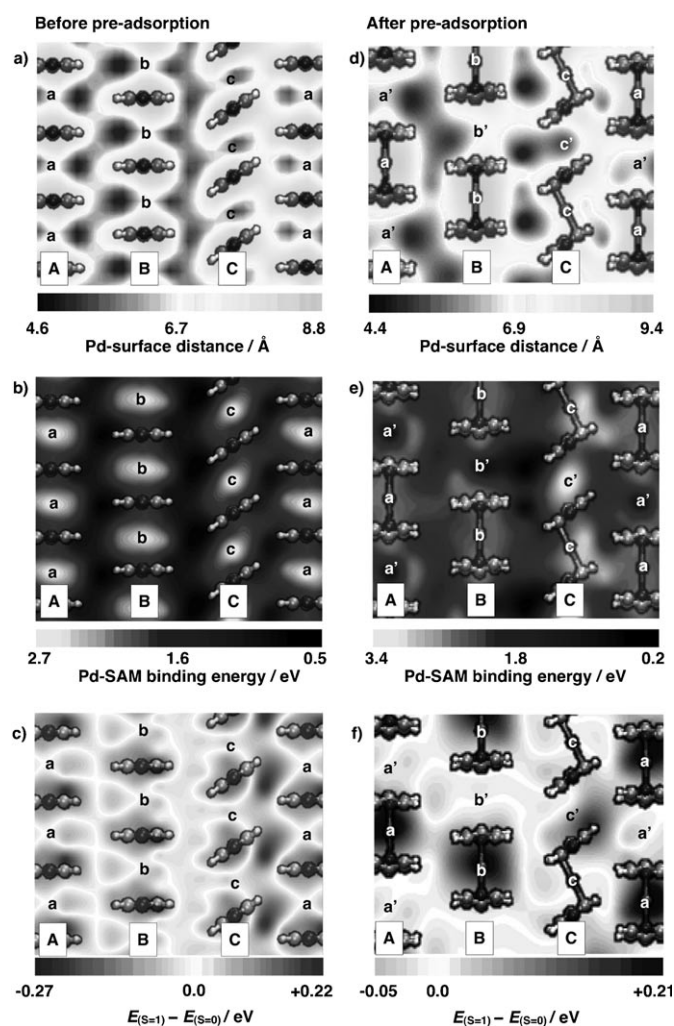 Before pre-adsorption
After pre-adsorption
a)
b
c
a
a
b
c
a
a
b
c
a
a
A
B
C
4.6
6.7
8.8
Pd-surface distance / Å
d)
b
c
a
a'
a'
b'
c'
a
b
c
a'
a'
a
A
B
C
4.4
6.9
9.4
Pd-surface distance / Å
b)
b
c
a
a
b
c
a
a
b
c
a
a
A
B
C
2.7
1.6
0.5
Pd-SAM binding energy / eV
e)
b
c
a
a'
b'
c'
a'
a
b
c
a
a'
A
B
C
3.4
1.8
0.2
Pd-SAM binding energy / eV
c)
b
c
a
a
b
c
a
a
b
c
a
a
A
B
C
-0.27
0.0
+0.22
E(S=1) – E(S=0) / eV
f)
b
c
a
a'
b'
c'
a'
a
b
c
a
a'
A
B
C
-0.05
0.0
+0.21
E(S=1) – E(S=0) / eV